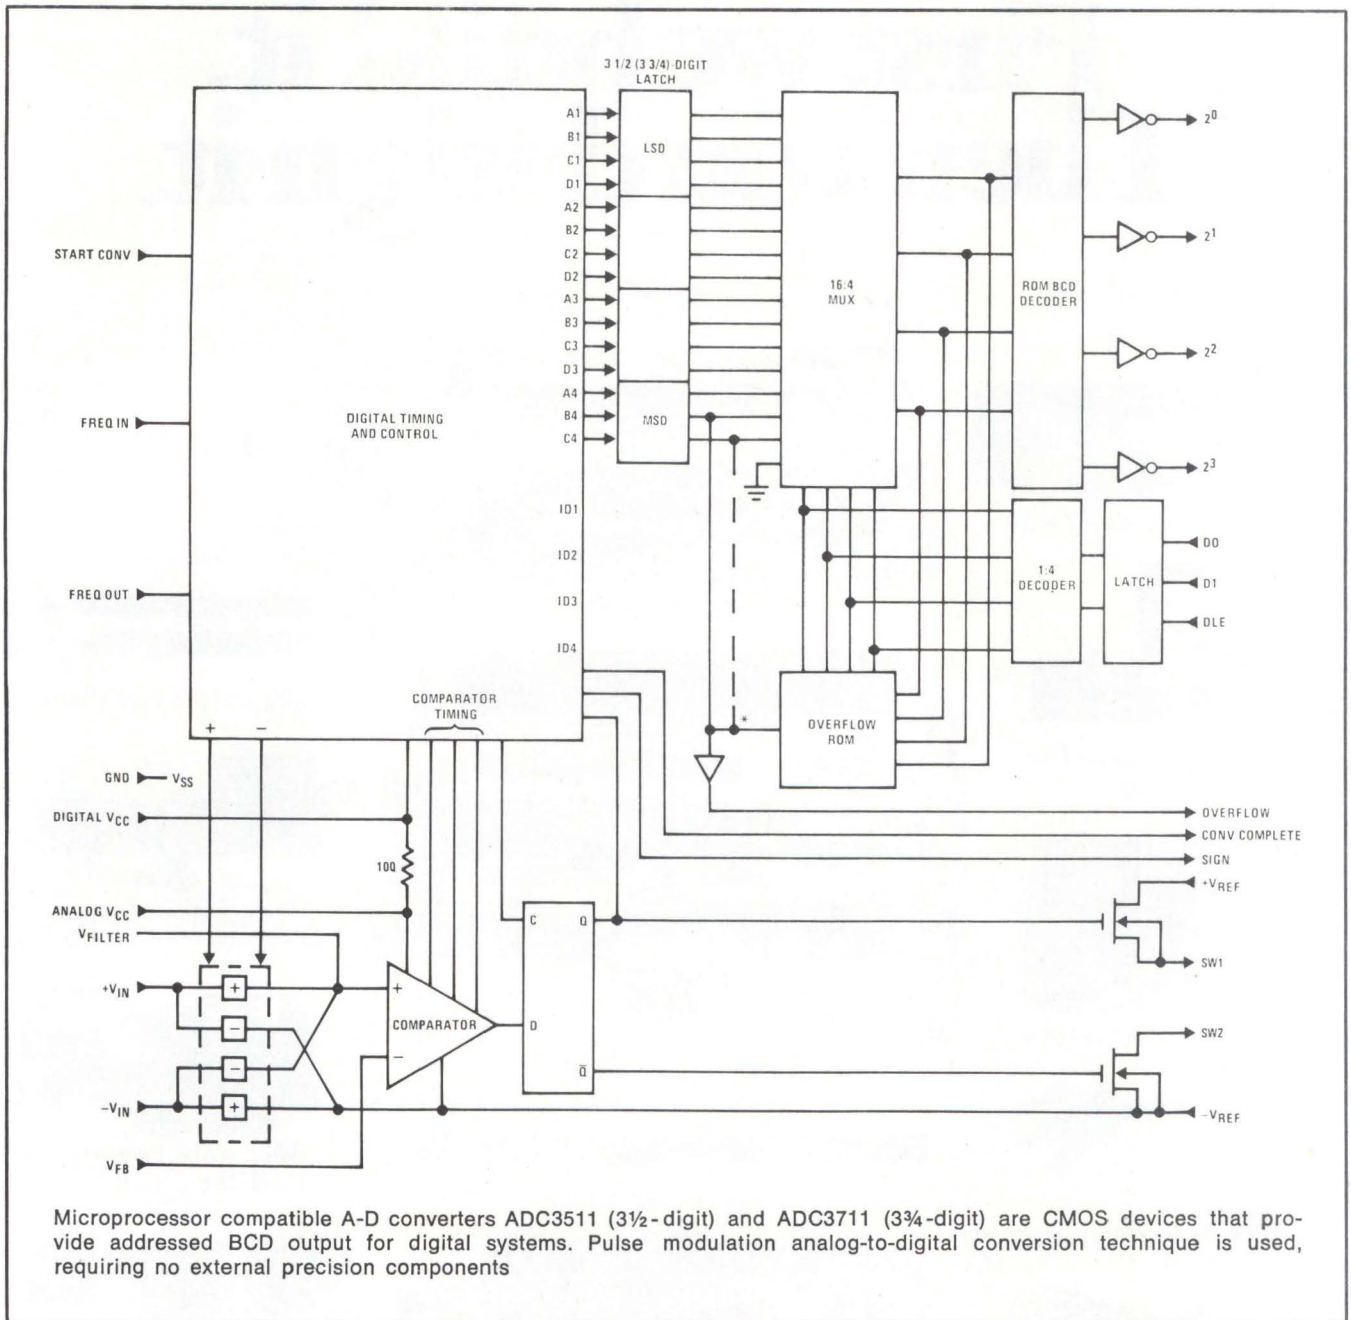 3 1/2 (3 3/4)-DIGIT
LATCH
A1
B1
C1
D1
A2
B2
C2
D2
A3
B3
C3
D3
A4
B4
C4
LSD
MSD
START CONV
FREQ IN
FREQ OUT
DIGITAL TIMING
AND CONTROL
16:4
MUX
ROM BCD
DECODER
2⁰
2¹
2²
2³
ID1
ID2
ID3
ID4
1:4
DECODER
LATCH
D0
D1
DLE
COMPARATOR
TIMING
+ −
*
OVERFLOW
ROM
GND
VSS
DIGITAL VCC
10Ω
ANALOG VCC
VFILTER
+VIN
−VIN
VFB
+
−
−
+
+
COMPARATOR
−
C
Q
D
Q̅
OVERFLOW
CONV COMPLETE
SIGN
+VREF
SW1
SW2
−VREF
Microprocessor compatible A-D converters ADC3511 (3½-digit) and ADC3711 (3¾-digit) are CMOS devices that pro-
vide addressed BCD output for digital systems. Pulse modulation analog-to-digital conversion technique is used,
requiring no external precision components